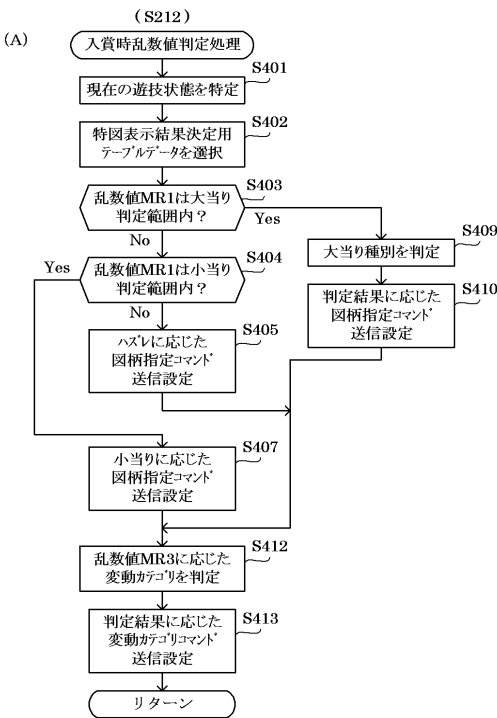 (S212)
(A)
入賞時乱数値判定処理
S401
現在の遊技状態を特定
S402
特図表示結果決定用
ﾃｰﾌﾞﾙﾃﾞｰﾀを選択
S403
乱数値MR1は大当り
判定範囲内？
Yes
No
S404
Yes
乱数値MR1は小当り
判定範囲内？
No
S409
大当り種別を判定
S410
判定結果に応じた
図柄指定ｺﾏﾝﾄﾞ
送信設定
S405
ﾊｽﾞﾚに応じた
図柄指定ｺﾏﾝﾄﾞ
送信設定
S407
小当りに応じた
図柄指定ｺﾏﾝﾄﾞ
送信設定
S412
乱数値MR3に応じた
変動ｶﾃｺﾞﾘを判定
S413
判定結果に応じた
変動ｶﾃｺﾞﾘｺﾏﾝﾄﾞ
送信設定
リターン